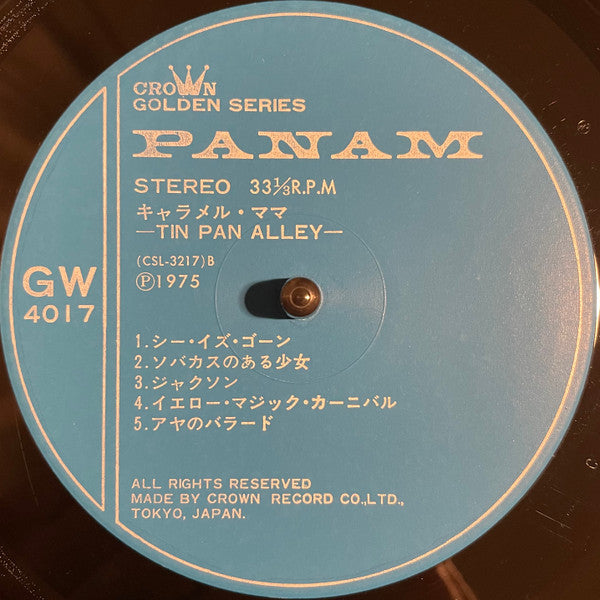 CROWN
GOLDEN SERIES
PANAM
STEREO 33⅓R.P.M
キャラメル・ママ
—TIN PAN ALLEY—
(CSL-3217)B
Ⓟ1975
GW
4017
1.シー・イズ・ゴーン
2.ソバカスのある少女
3.ジャクソン
4.イエロー・マジック・カーニバル
5.アヤのバラード
ALL RIGHTS RESERVED
MADE BY CROWN RECORD CO.,LTD.,
TOKYO, JAPAN.